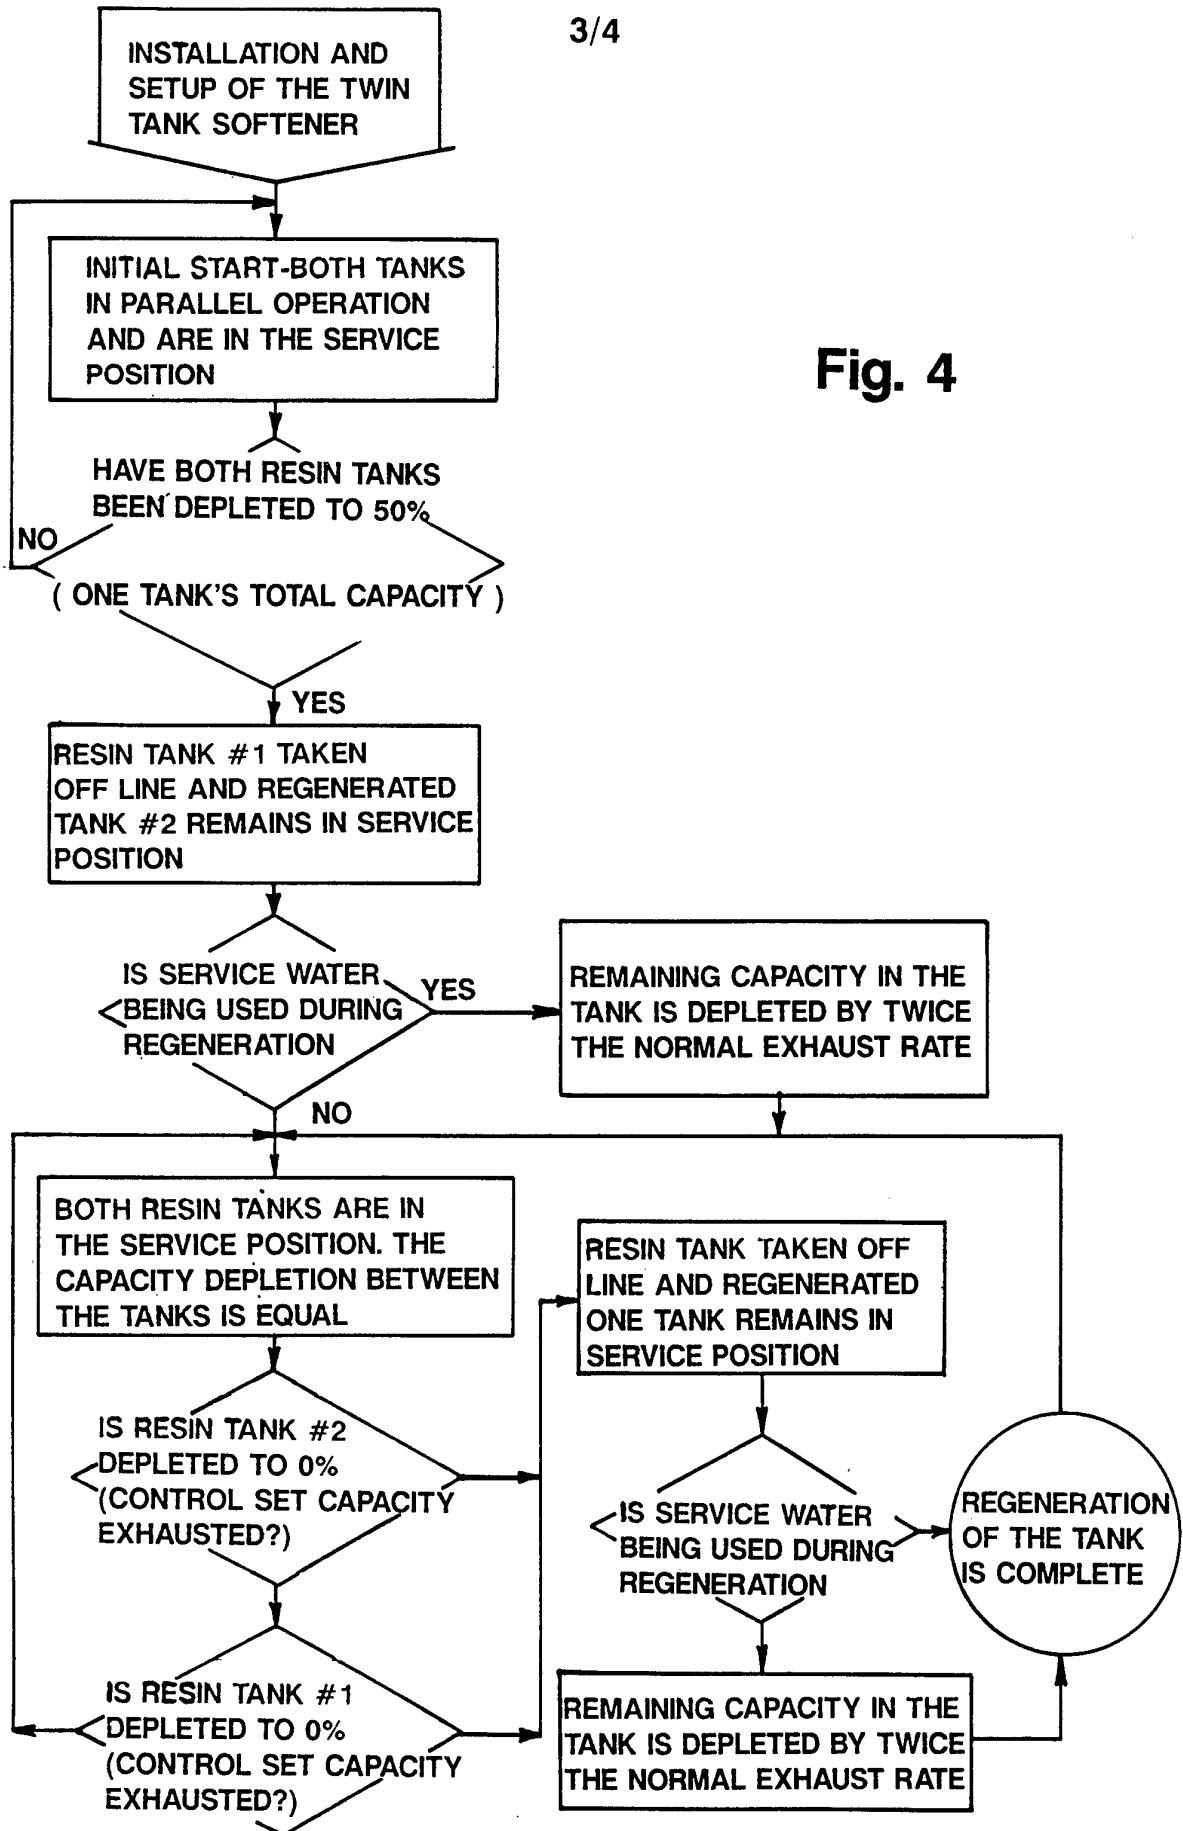 3/4
INSTALLATION AND
SETUP OF THE TWIN
TANK SOFTENER
INITIAL START-BOTH TANKS
IN PARALLEL OPERATION
AND ARE IN THE SERVICE
POSITION
Fig. 4
HAVE BOTH RESIN TANKS
BEEN DEPLETED TO 50%
NO
( ONE TANK'S TOTAL CAPACITY )
YES
RESIN TANK #1 TAKEN
OFF LINE AND REGENERATED
TANK #2 REMAINS IN SERVICE
POSITION
IS SERVICE WATER
BEING USED DURING
REGENERATION
YES
REMAINING CAPACITY IN THE
TANK IS DEPLETED BY TWICE
THE NORMAL EXHAUST RATE
NO
BOTH RESIN TANKS ARE IN
THE SERVICE POSITION. THE
CAPACITY DEPLETION BETWEEN
THE TANKS IS EQUAL
IS RESIN TANK #2
DEPLETED TO 0%
(CONTROL SET CAPACITY
EXHAUSTED?)
IS RESIN TANK #1
DEPLETED TO 0%
(CONTROL SET CAPACITY
EXHAUSTED?)
RESIN TANK TAKEN OFF
LINE AND REGENERATED
ONE TANK REMAINS IN
SERVICE POSITION
IS SERVICE WATER
BEING USED DURING
REGENERATION
REGENERATION
OF THE TANK
IS COMPLETE
REMAINING CAPACITY IN THE
TANK IS DEPLETED BY TWICE
THE NORMAL EXHAUST RATE